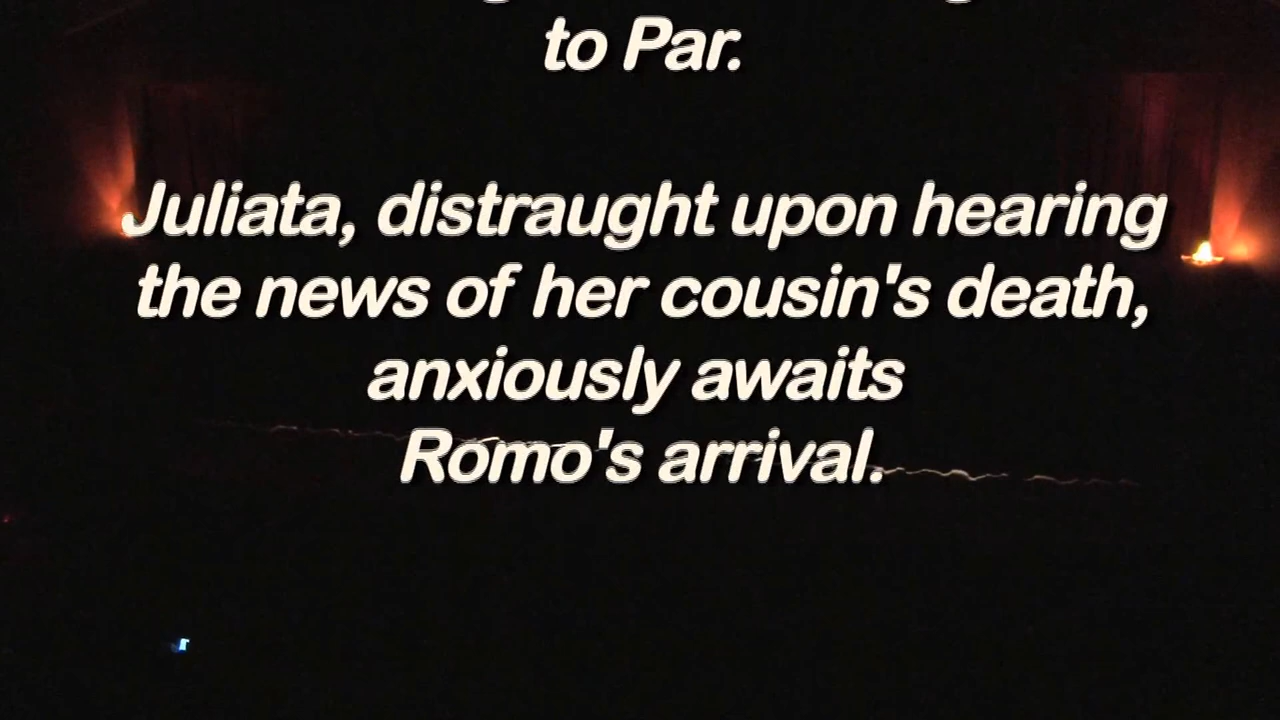 to Par.
Juliata, distraught upon hearing
the news of her cousin's death,
anxiously awaits
Romo's arrival.